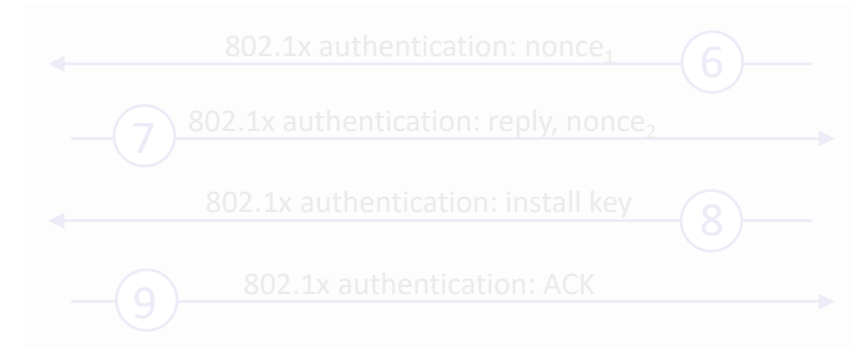 802.1x authentication: nonce₁
6
7
802.1x authentication: reply, nonce₂
802.1x authentication: install key
8
802.1x authentication: ACK
9